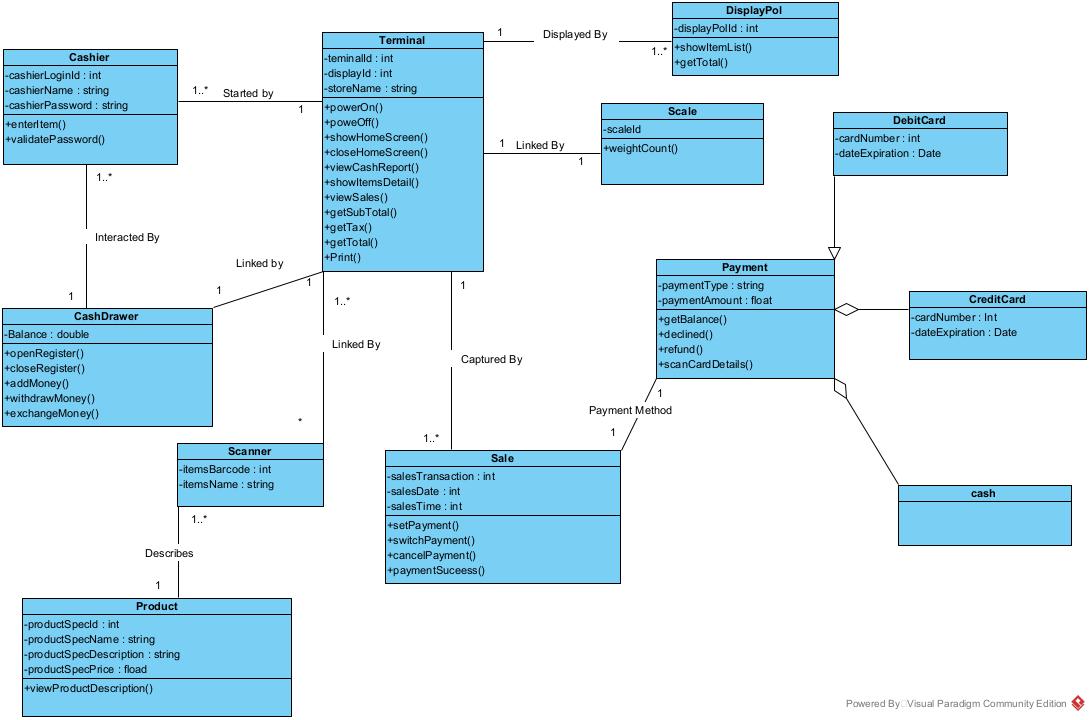 DisplayPol
-displayPolId : int
+showItemList()
+getTotal()
1
Displayed By
1..*
Terminal
-teminalId : int
-displayId : int
-storeName : string
+powerOn()
+poweOff()
+showHomeScreen()
+closeHomeScreen()
+viewCashReport()
+showItemsDetail()
+viewSales()
+getSubTotal()
+getTax()
+getTotal()
+Print()
Cashier
-cashierLoginId : int
-cashierName : string
-cashierPassword : string
+enterItem()
+validatePassword()
1..*
Started by
1
Scale
-scaleId
+weightCount()
1
Linked By
1
DebitCard
-cardNumber : int
-dateExpiration : Date
1..*
Interacted By
1
Linked by
1
1
CashDrawer
-Balance : double
+openRegister()
+closeRegister()
+addMoney()
+withdrawMoney()
+exchangeMoney()
1..*
Linked By
*
1
Captured By
1..*
Payment
-paymentType : string
-paymentAmount : float
+getBalance()
+declined()
+refund()
+scanCardDetails()
CreditCard
-cardNumber : Int
-dateExpiration : Date
1
Payment Method
1
Scanner
-itemsBarcode : int
-itemsName : string
Sale
-salesTransaction : int
-salesDate : int
-salesTime : int
+setPayment()
+switchPayment()
+cancelPayment()
+paymentSuceess()
cash
1..*
Describes
1
Product
-productSpecId : int
-productSpecName : string
-productSpecDescription : string
-productSpecPrice : fload
+viewProductDescription()
Powered By Visual Paradigm Community Edition